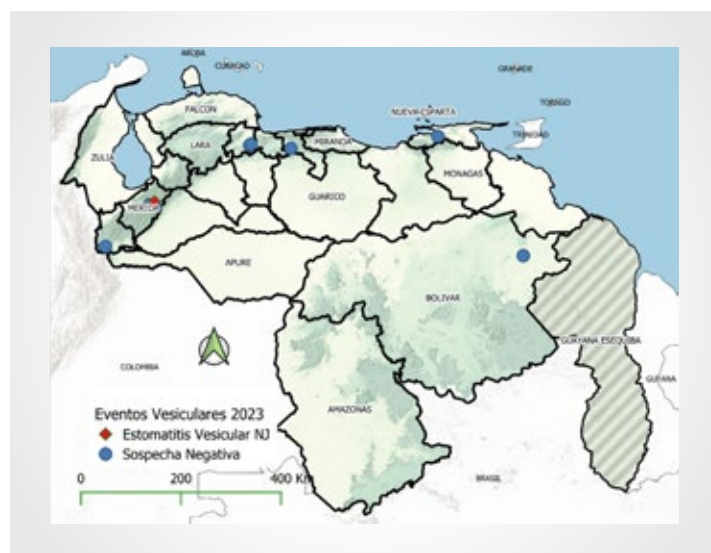 ARUBA
CURAÇAO
GRANADE
TOBAGO
NUEVA ESPARTA
TRINIDAD
FALCON
ZULIA
LARA
MIRANDA
MONAGAS
GUARICO
MERIDA
APURE
BOLIVAR
GUAYANA ESEQUIBA
COLOMBIA
GUYANA
AMAZONAS
BRASIL
Eventos Vesiculares 2023
Estomatitis Vesicular NJ
Sospecha Negativa
0 200 400 Km